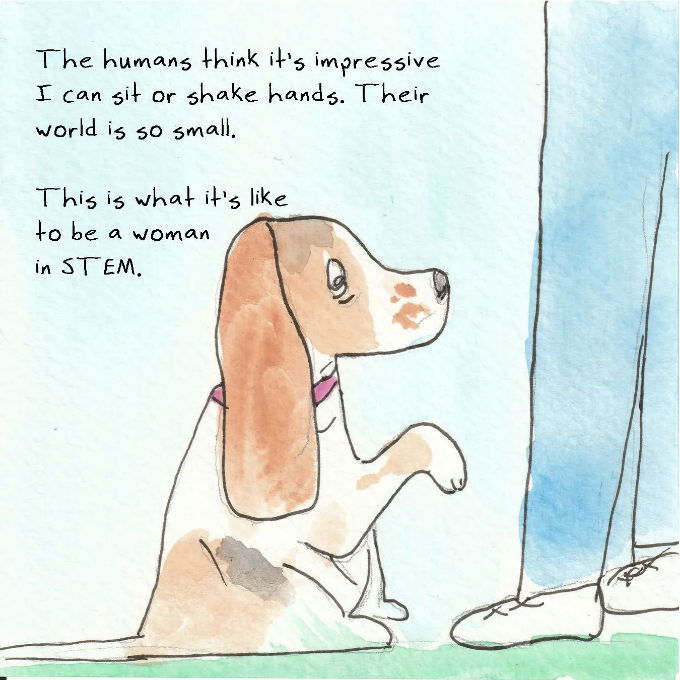 The humans think it's impressive
I can sit or shake hands. Their
world is so small.
This is what it's like
to be a woman
in STEM.